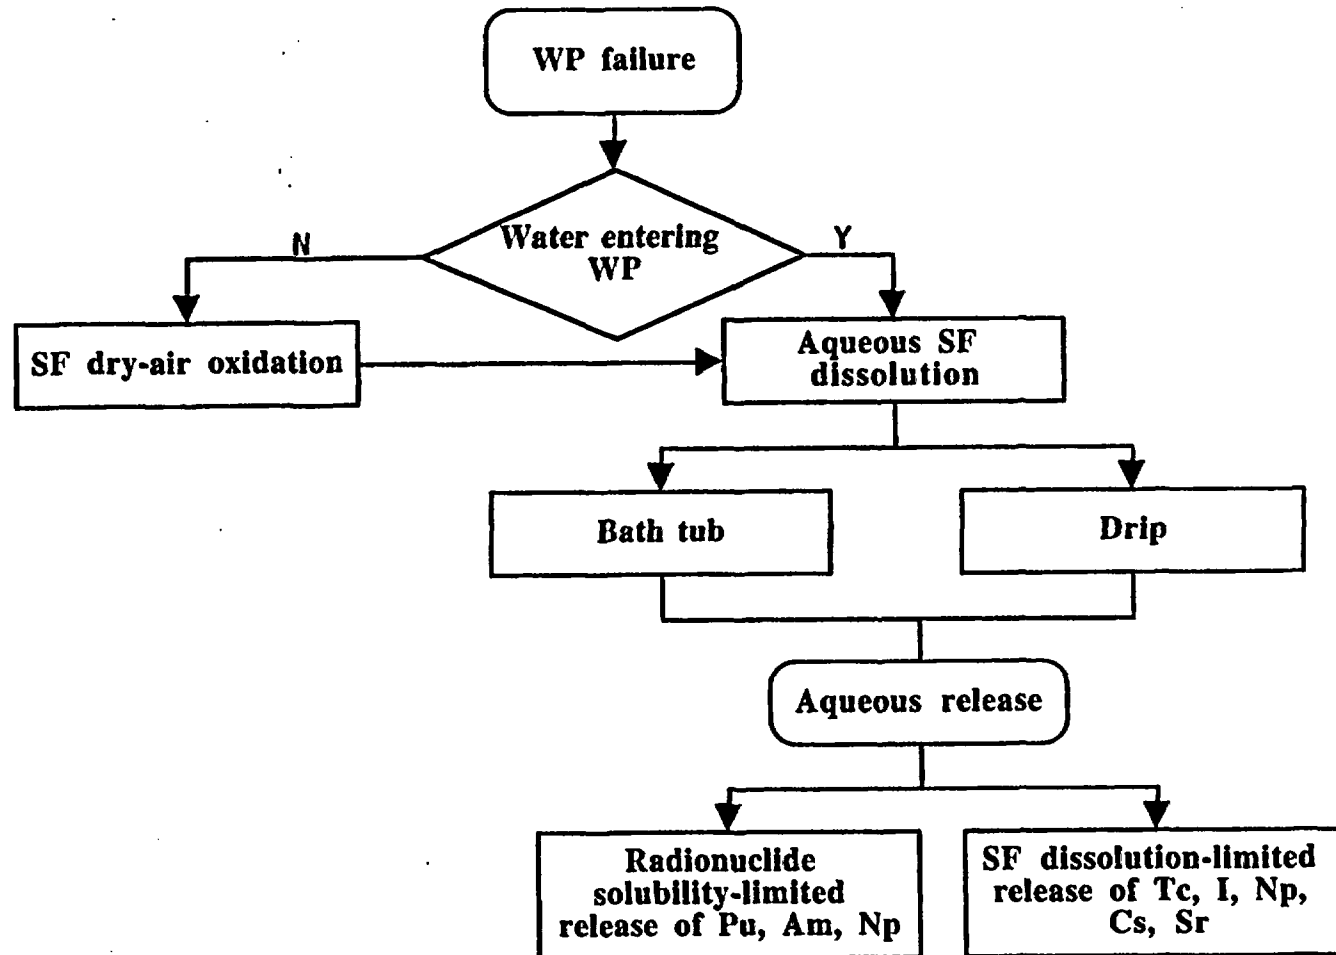 WP failure
Water entering
WP
N
Y
SF dry-air oxidation
Aqueous SF
dissolution
Bath tub
Drip
Aqueous release
Radionuclide
solubility-limited
release of Pu, Am, Np
SF dissolution-limited
release of Tc, I, Np,
Cs, Sr